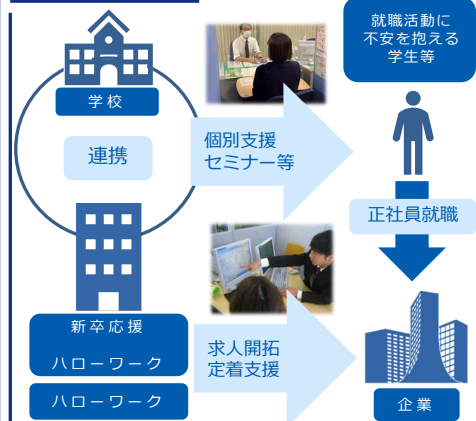 学校
連携
新卒応援
ハローワーク
ハローワーク
個別支援
セミナー等
求人開拓
定着支援
就職活動に
不安を抱える
学生等
正社員就職
企業